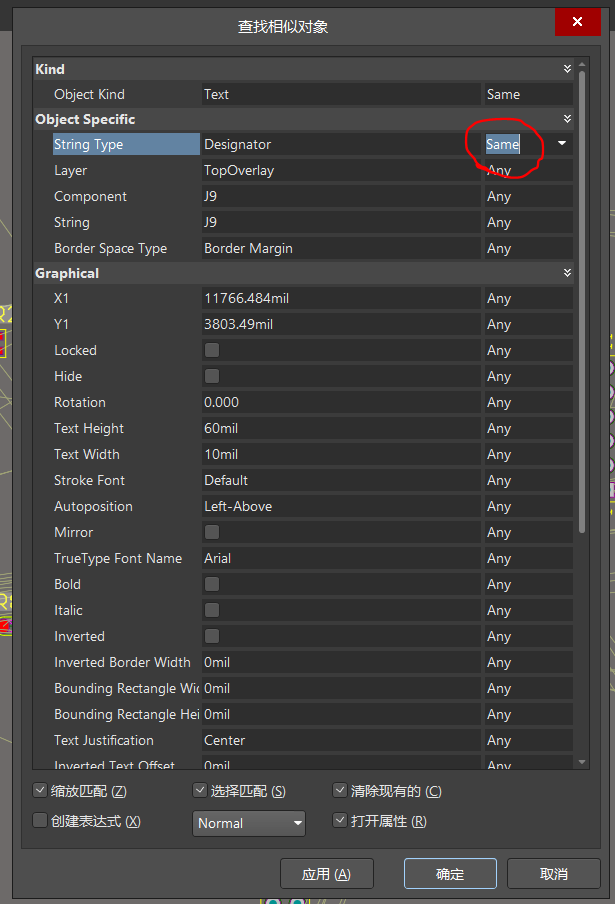 查找相似对象
Kind
Object Kind Text Same
Object Specific
String Type Designator Same
Layer TopOverlay Any
Component J9 Any
String J9 Any
Border Space Type Border Margin Any
Graphical
X1 11766.484mil Any
Y1 3803.49mil Any
Locked Any
Hide Any
Rotation 0.000 Any
Text Height 60mil Any
Text Width 10mil Any
Stroke Font Default Any
Autoposition Left-Above Any
Mirror Any
TrueType Font Name Arial Any
Bold Any
Italic Any
Inverted Any
Inverted Border Width 0mil Any
Bounding Rectangle Wi 0mil Any
Bounding Rectangle Hei 0mil Any
Text Justification Center Any
Inverted Text Offset 0mil Any
缩放匹配 (Z) 选择匹配 (S) 清除现有的 (C)
创建表达式 (X) Normal 打开属性 (R)
应用 (A) 确定 取消